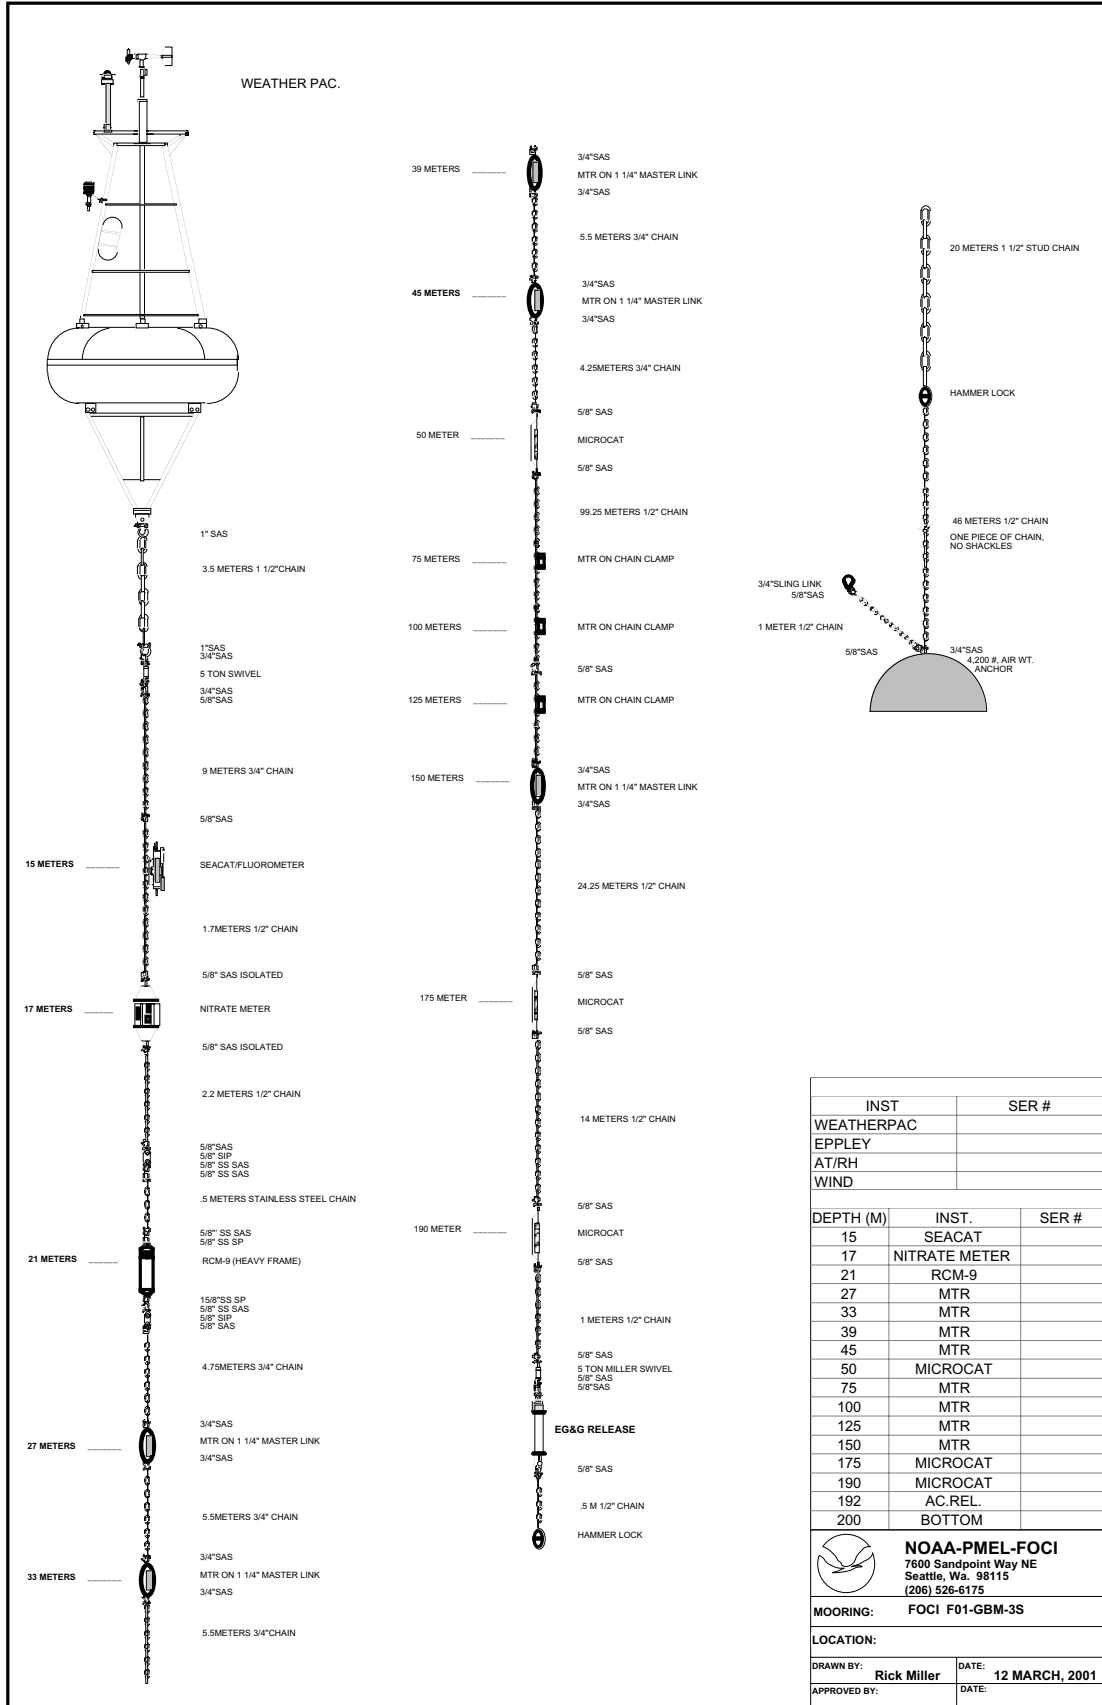 WEATHER PAC.
1" SAS
3.5 METERS 1 1/2"CHAIN
1"SAS
3/4"SAS
5 TON SWIVEL
3/4"SAS
5/8"SAS
9 METERS 3/4" CHAIN
5/8"SAS
15 METERS
SEACAT/FLUOROMETER
1.7METERS 1/2" CHAIN
5/8" SAS ISOLATED
17 METERS
NITRATE METER
5/8" SAS ISOLATED
2.2 METERS 1/2" CHAIN
5/8"SAS
5/8" SIP
5/8" SS SAS
5/8" SS SAS
.5 METERS STAINLESS STEEL CHAIN
5/8"' SS SAS
5/8" SS SP
21 METERS
RCM-9 (HEAVY FRAME)
15/8"SS SP
5/8" SS SAS
5/8" SIP
5/8" SAS
4.75METERS 3/4" CHAIN
3/4"SAS
27 METERS
MTR ON 1 1/4" MASTER LINK
3/4"SAS
5.5METERS 3/4" CHAIN
3/4"SAS
33 METERS
MTR ON 1 1/4" MASTER LINK
3/4"SAS
5.5METERS 3/4"CHAIN
3/4"SAS
39 METERS
MTR ON 1 1/4" MASTER LINK
3/4"SAS
5.5 METERS 3/4" CHAIN
3/4"SAS
45 METERS
MTR ON 1 1/4" MASTER LINK
3/4"SAS
4.25METERS 3/4" CHAIN
5/8" SAS
50 METER
MICROCAT
5/8" SAS
99.25 METERS 1/2" CHAIN
75 METERS
MTR ON CHAIN CLAMP
100 METERS
MTR ON CHAIN CLAMP
5/8" SAS
125 METERS
MTR ON CHAIN CLAMP
3/4"SAS
150 METERS
MTR ON 1 1/4" MASTER LINK
3/4"SAS
24.25 METERS 1/2" CHAIN
5/8" SAS
175 METER
MICROCAT
5/8" SAS
14 METERS 1/2" CHAIN
5/8" SAS
190 METER
MICROCAT
5/8" SAS
1 METERS 1/2" CHAIN
5/8" SAS
5 TON MILLER SWIVEL
5/8" SAS
5/8"SAS
EG&G RELEASE
5/8" SAS
.5 M 1/2" CHAIN
HAMMER LOCK
20 METERS 1 1/2" STUD CHAIN
HAMMER LOCK
46 METERS 1/2" CHAIN
ONE PIECE OF CHAIN,
NO SHACKLES
3/4"SLING LINK
5/8"SAS
1 METER 1/2" CHAIN
5/8"SAS
3/4"SAS
4,200 #, AIR WT.
ANCHOR
INST SER #
WEATHERPAC
EPPLEY
AT/RH
WIND
DEPTH (M) INST. SER #
15 SEACAT
17 NITRATE METER
21 RCM-9
27 MTR
33 MTR
39 MTR
45 MTR
50 MICROCAT
75 MTR
100 MTR
125 MTR
150 MTR
175 MICROCAT
190 MICROCAT
192 AC.REL.
200 BOTTOM
NOAA-PMEL-FOCI
7600 Sandpoint Way NE
Seattle, Wa. 98115
(206) 526-6175
MOORING: FOCI F01-GBM-3S
LOCATION:
DRAWN BY: Rick Miller DATE: 12 MARCH, 2001
APPROVED BY: DATE: